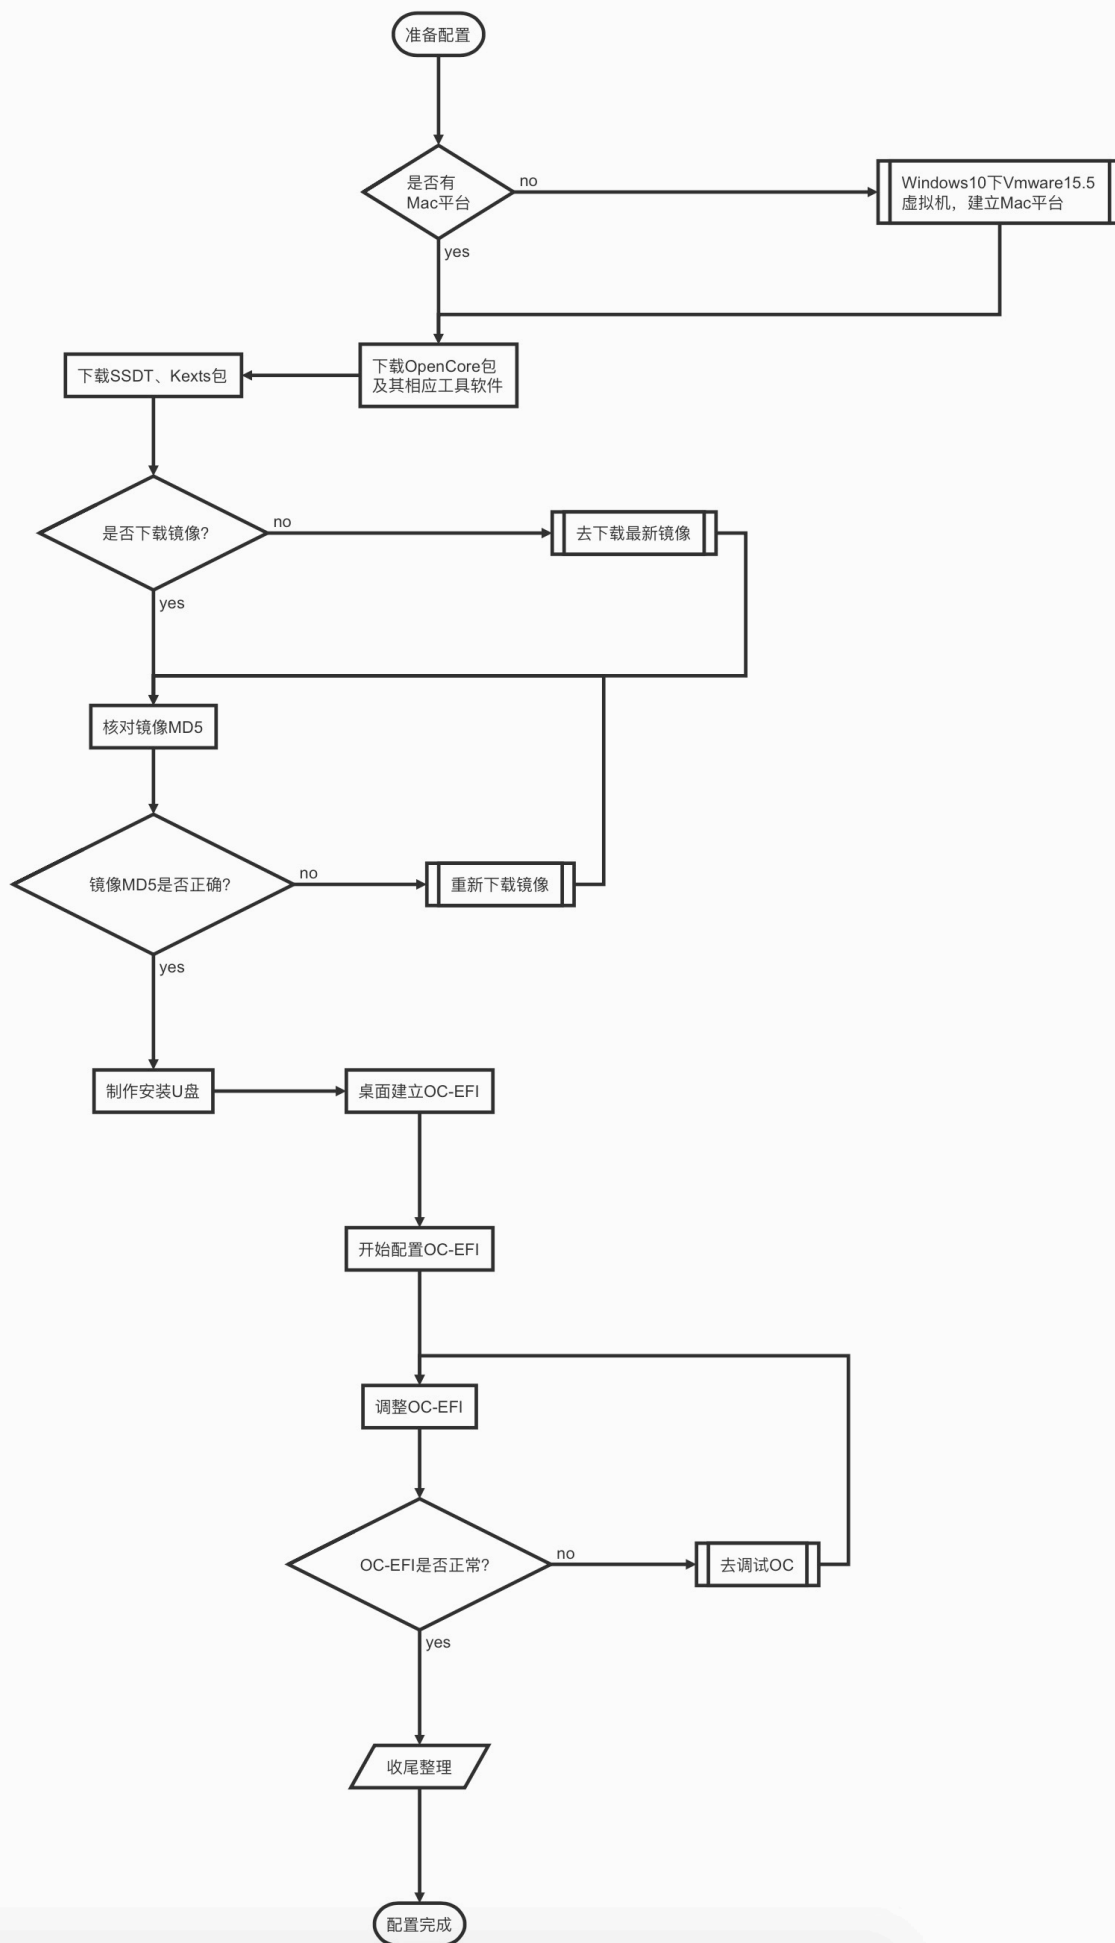 准备配置
是否有
Mac平台
no
Windows10下Vmware15.5
虚拟机，建立Mac平台
yes
下载OpenCore包
及其相应工具软件
下载SSDT、Kexts包
是否下载镜像?
no
去下载最新镜像
yes
核对镜像MD5
镜像MD5是否正确?
no
重新下载镜像
yes
制作安装U盘
桌面建立OC-EFI
开始配置OC-EFI
调整OC-EFI
OC-EFI是否正常?
no
去调试OC
yes
收尾整理
配置完成